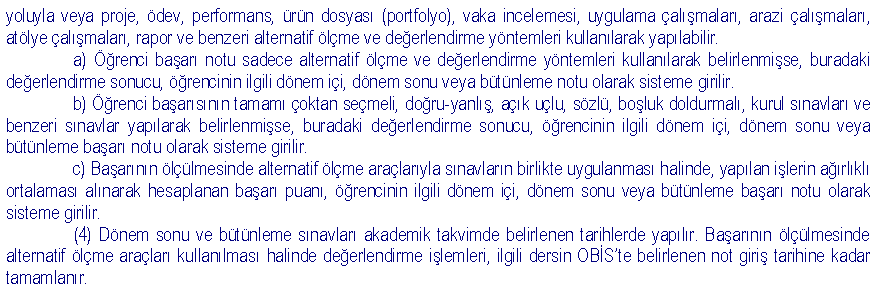 yoluyla veya proje, ödev, performans, ürün dosyası (portfolyo), vaka incelemesi, uygulama çalışmaları, arazi çalışmaları,
atölye çalışmaları, rapor ve benzeri alternatif ölçme ve değerlendirme yöntemleri kullanılarak yapılabilir.
a) Öğrenci başarı notu sadece alternatif ölçme ve değerlendirme yöntemleri kullanılarak belirlenmişse, buradaki
değerlendirme sonucu, öğrencinin ilgili dönem içi, dönem sonu veya bütünleme notu olarak sisteme girilir.
b) Öğrenci başarısının tamamı çoktan seçmeli, doğru-yanlış, açık uçlu, sözlü, boşluk doldurmalı, kurul sınavları ve
benzeri sınavlar yapılarak belirlenmişse, buradaki değerlendirme sonucu, öğrencinin ilgili dönem içi, dönem sonu veya
bütünleme başarı notu olarak sisteme girilir.
c) Başarının ölçülmesinde alternatif ölçme araçlarıyla sınavların birlikte uygulanması halinde, yapılan işlerin ağırlıklı
ortalaması alınarak hesaplanan başarı puanı, öğrencinin ilgili dönem içi, dönem sonu veya bütünleme başarı notu olarak
sisteme girilir.
(4) Dönem sonu ve bütünleme sınavları akademik takvimde belirlenen tarihlerde yapılır. Başarının ölçülmesinde
alternatif ölçme araçları kullanılması halinde değerlendirme işlemleri, ilgili dersin OBİS’te belirlenen not giriş tarihine kadar
tamamlanır.